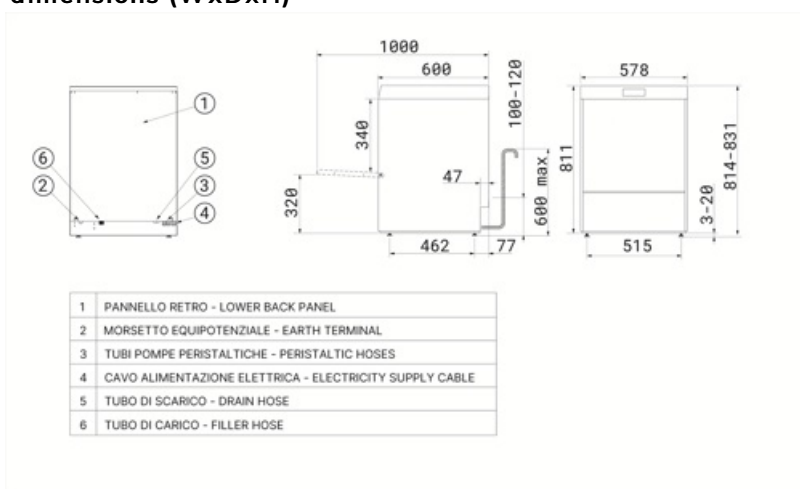 dimensions (WxDxH)
1000
600
578
100-120
340
47
320
600 max
811
814-831
3-20
462
77
515
1
6
5
2
3
4
1 PANNELLO RETRO - LOWER BACK PANEL
2 MORSETTO EQUIPOTENZIALE - EARTH TERMINAL
3 TUBI POMPE PERISTALTICHE - PERISTALTIC HOSES
4 CAVO ALIMENTAZIONE ELETTRICA - ELECTRICITY SUPPLY CABLE
5 TUBO DI SCARICO - DRAIN HOSE
6 TUBO DI CARICO - FILLER HOSE